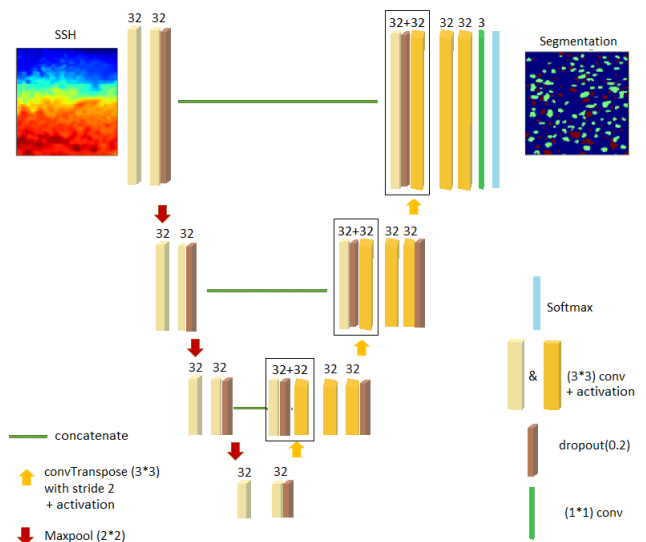 32 32
32+32 32 32 3
SSH
Segmentation
32 32
32+32 32 32
32 32
32+32 32 32
32 32
Softmax
& (3*3) conv
+ activation
dropout(0.2)
(1*1) conv
concatenate
convTranspose (3*3)
with stride 2
+ activation
Maxpool (2*2)